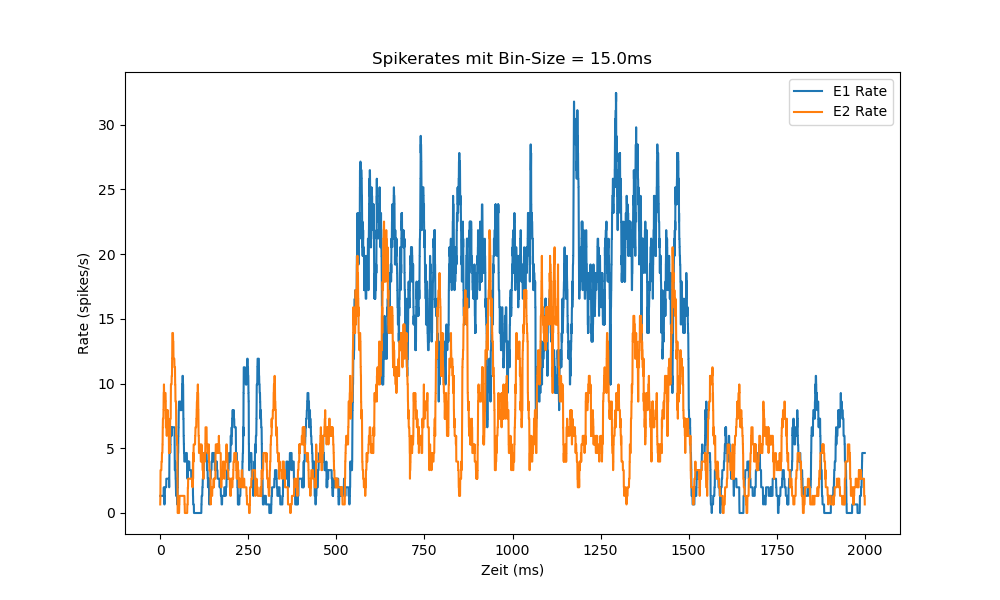 Spikerates mit Bin-Size = 15.0ms
E1 Rate
E2 Rate
Rate (spikes/s)
30
25
20
15
10
5
0
0 250 500 750 1000 1250 1500 1750 2000
Zeit (ms)